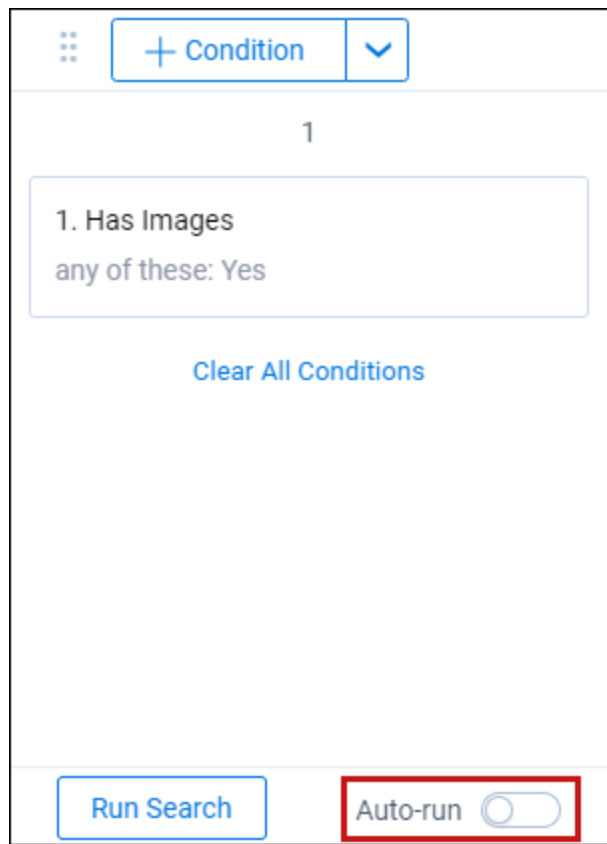 + Condition
1
1. Has Images
any of these: Yes
Clear All Conditions
Run Search
Auto-run